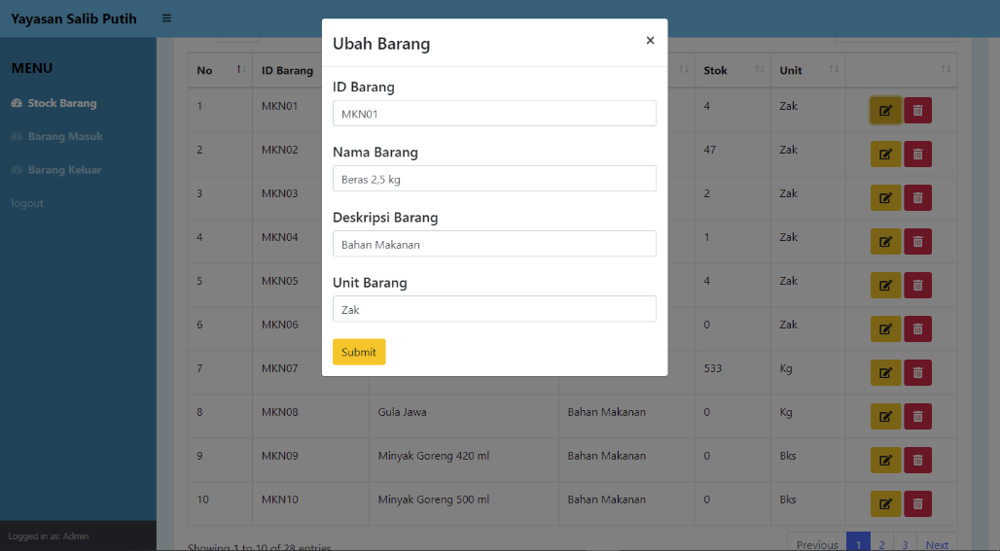 Yayasan Salib Putih
MENU
Stock Barang
Barang Masuk
Barang Keluar
logout
Logged in as: Admin
Ubah Barang ×
ID Barang
MKN01
Nama Barang
Beras 2,5 kg
Deskripsi Barang
Bahan Makanan
Unit Barang
Zak
Submit
No ID Barang Stok Unit
1 MKN01 4 Zak
2 MKN02 47 Zak
3 MKN03 2 Zak
4 MKN04 1 Zak
5 MKN05 4 Zak
6 MKN06 0 Zak
7 MKN07 533 Kg
8 MKN08 Gula Jawa Bahan Makanan 0 Kg
9 MKN09 Minyak Goreng 420 ml Bahan Makanan 0 Bks
10 MKN10 Minyak Goreng 500 ml Bahan Makanan 0 Bks
Showing 1 to 10 of 28 entries
Previous 1 2 3 Next